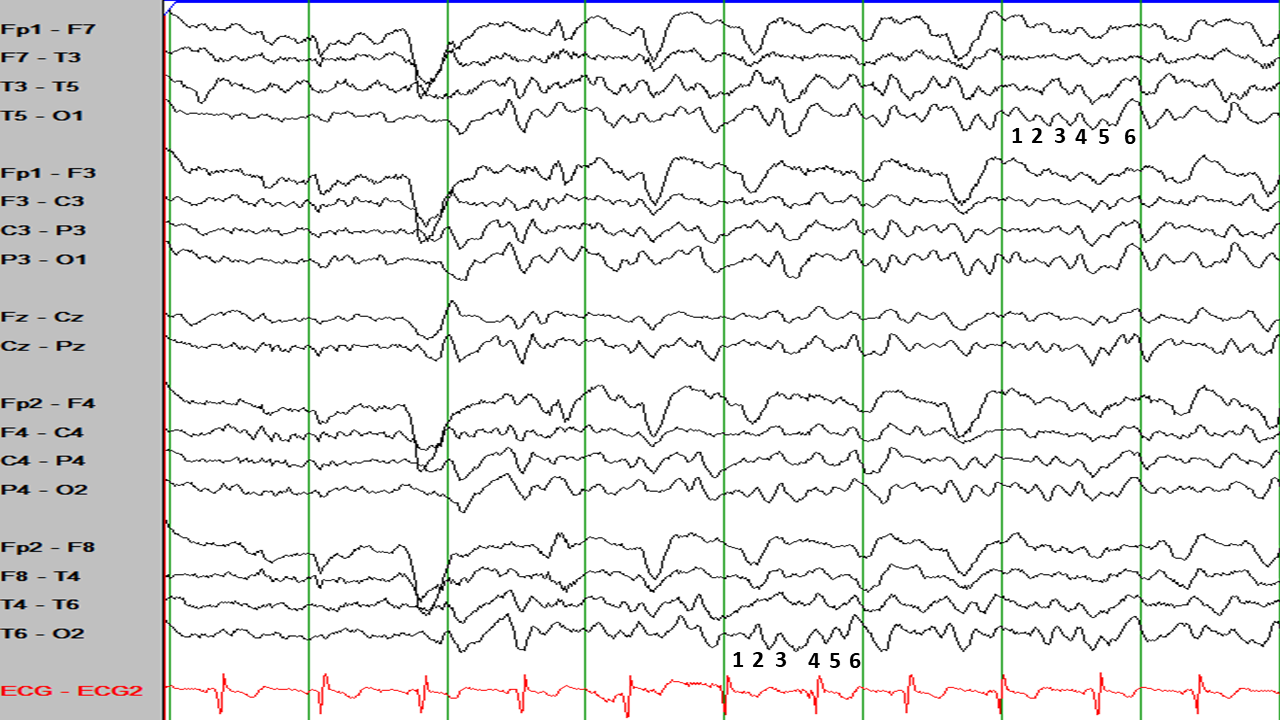 Fp1 - F7
F7 - T3
T3 - T5
T5 - O1
1 2 3 4 5 6
Fp1 - F3
F3 - C3
C3 - P3
P3 - O1
Fz - Cz
Cz - Pz
Fp2 - F4
F4 - C4
C4 - P4
P4 - O2
Fp2 - F8
F8 - T4
T4 - T6
T6 - O2
1 2 3 4 5 6
ECG - ECG2